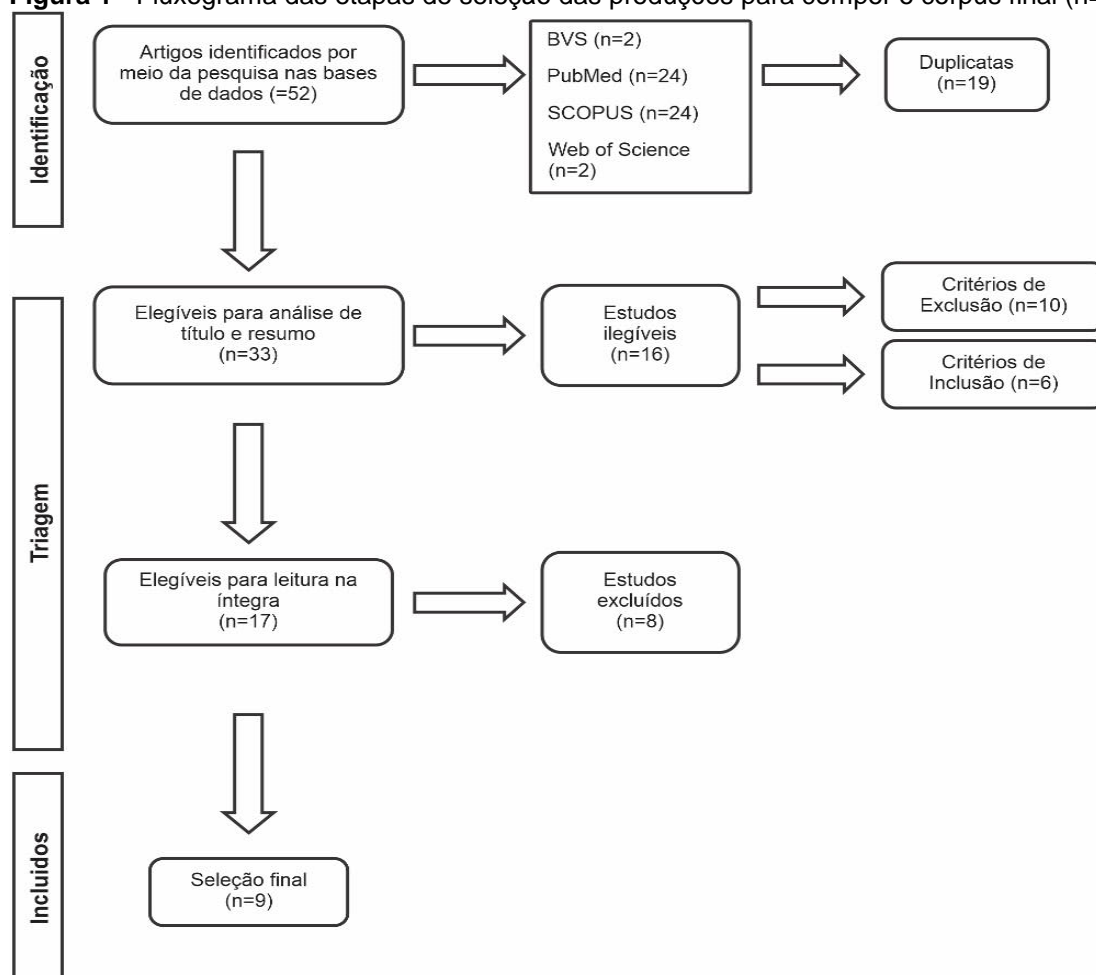 Figura 1 - Fluxograma das etapas de seleção das produções para compor o corpus final (n=
Identificação
Artigos identificados por
meio da pesquisa nas bases
de dados (=52)
BVS (n=2)
PubMed (n=24)
SCOPUS (n=24)
Web of Science
(n=2)
Duplicatas
(n=19)
Triagem
Elegíveis para análise de
título e resumo
(n=33)
Estudos
ilegíveis
(n=16)
Critérios de
Exclusão (n=10)
Critérios de
Inclusão (n=6)
Elegíveis para leitura na
íntegra
(n=17)
Estudos
excluídos
(n=8)
Incluidos
Seleção final
(n=9)